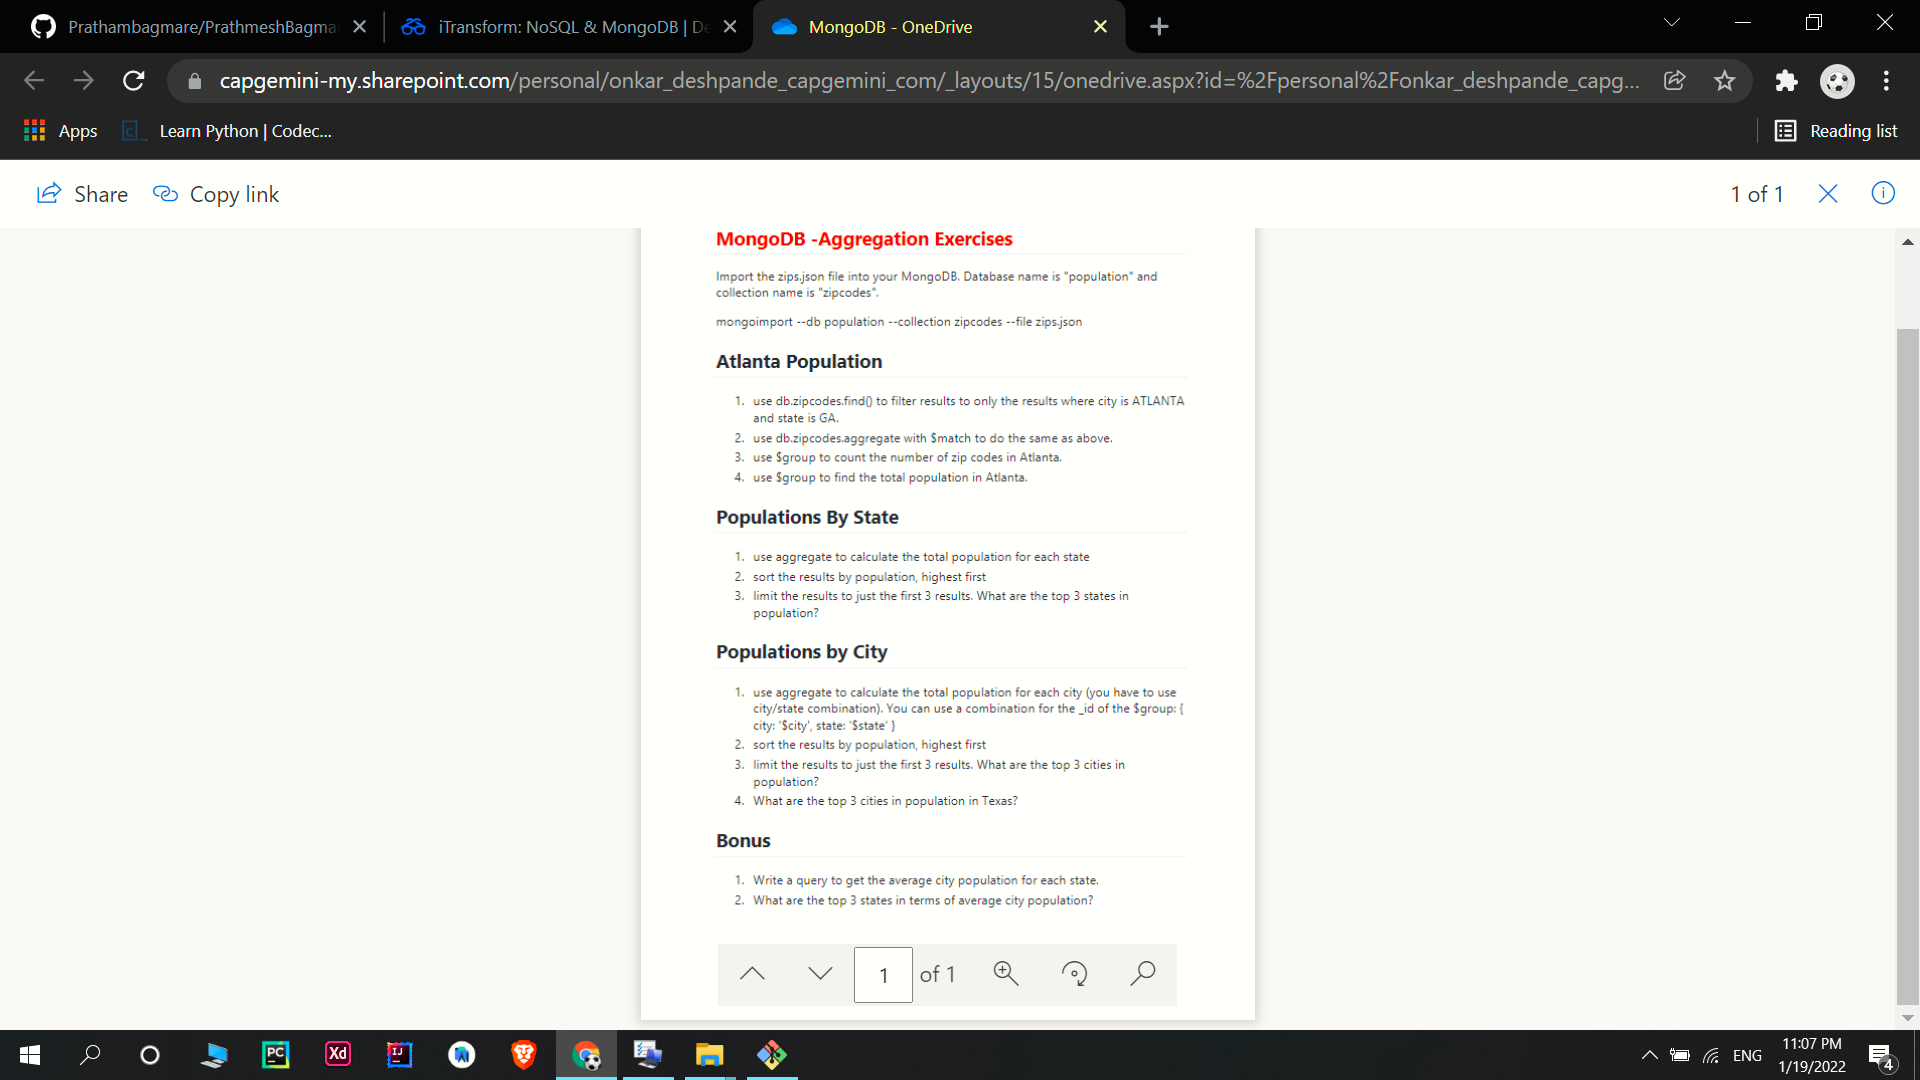 Prathambagmare/PrathmeshBagma
iTransform: NoSQL & MongoDB | De
MongoDB - OneDrive
capgemini-my.sharepoint.com/personal/onkar_deshpande_capgemini_com/_layouts/15/onedrive.aspx?id=%2Fpersonal%2Fonkar_deshpande_capg...
Apps
Learn Python | Codec...
Reading list
Share
Copy link
1 of 1
MongoDB -Aggregation Exercises
Import the zips.json file into your MongoDB. Database name is "population" and
collection name is "zipcodes".
mongoimport --db population --collection zipcodes --file zips.json
Atlanta Population
1. use db.zipcodes.find() to filter results to only the results where city is ATLANTA
and state is GA.
2. use db.zipcodes.aggregate with $match to do the same as above.
3. use $group to count the number of zip codes in Atlanta.
4. use $group to find the total population in Atlanta.
Populations By State
1. use aggregate to calculate the total population for each state
2. sort the results by population, highest first
3. limit the results to just the first 3 results. What are the top 3 states in
population?
Populations by City
1. use aggregate to calculate the total population for each city (you have to use
city/state combination). You can use a combination for the _id of the $group: {
city: '$city', state: '$state' }
2. sort the results by population, highest first
3. limit the results to just the first 3 results. What are the top 3 cities in
population?
4. What are the top 3 cities in population in Texas?
Bonus
1. Write a query to get the average city population for each state.
2. What are the top 3 states in terms of average city population?
1 of 1
PC
Xd
IJ
ENG
11:07 PM
1/19/2022
4